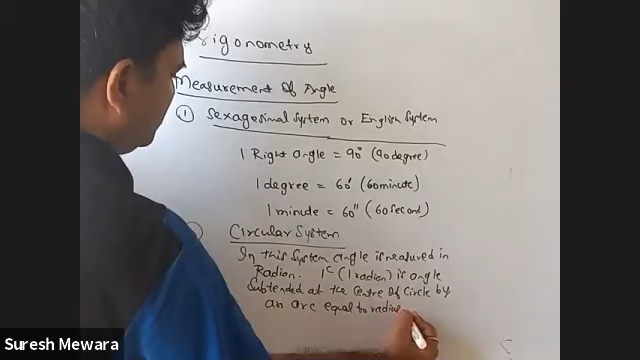 Trigonometry
Measurement Of Angle
① Sexagesimal System or English System
1 Right angle = 90° (90 degree)
1 degree = 60' (60 minute)
1 minute = 60" (60 second)
Circular System
In this System angle is measured in
Radian. 1ᶜ (1 radian) is angle
Subtended at the Centre Of Circle by
an arc equal to radius
Suresh Mewara